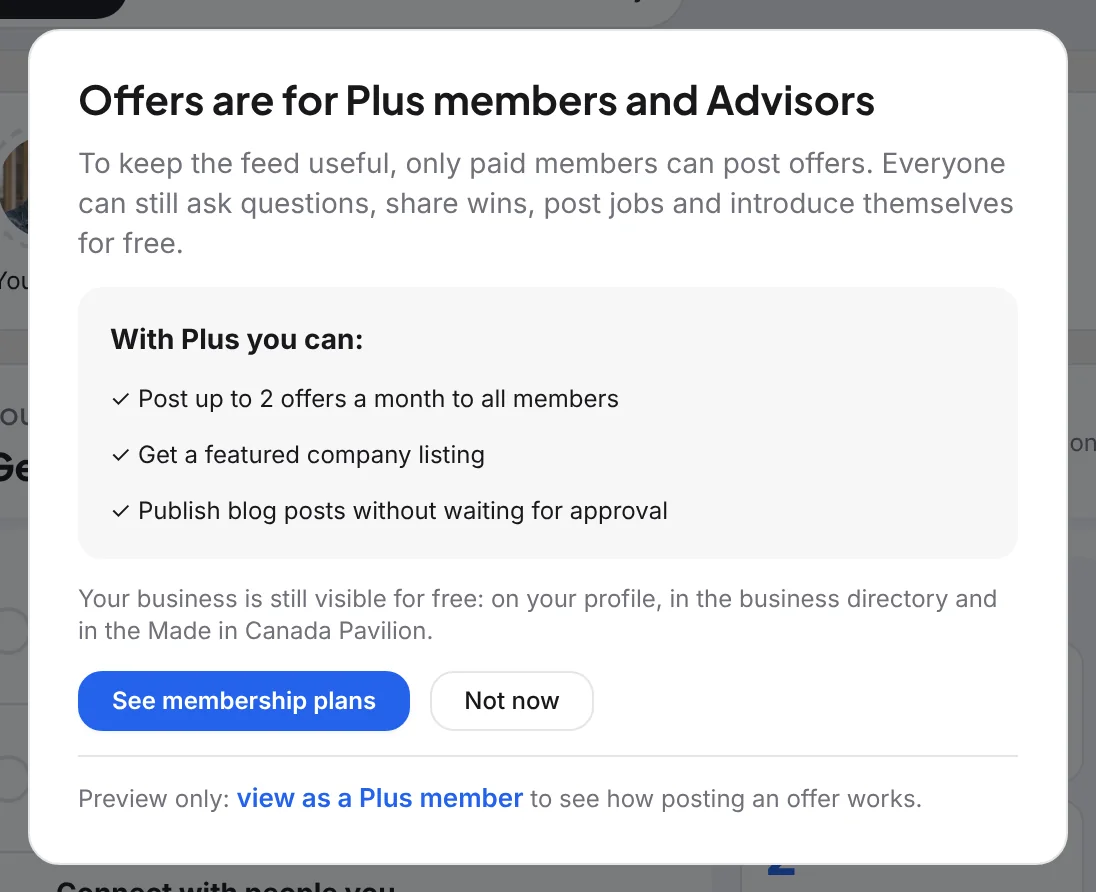 Offers are for Plus members and Advisors
To keep the feed useful, only paid members can post offers. Everyone
can still ask questions, share wins, post jobs and introduce themselves
for free.
You
With Plus you can:
✓ Post up to 2 offers a month to all members
✓ Get a featured company listing
✓ Publish blog posts without waiting for approval
Your business is still visible for free: on your profile, in the business directory and
in the Made in Canada Pavilion.
See membership plans
Not now
Preview only: view as a Plus member to see how posting an offer works.
Connect with people you